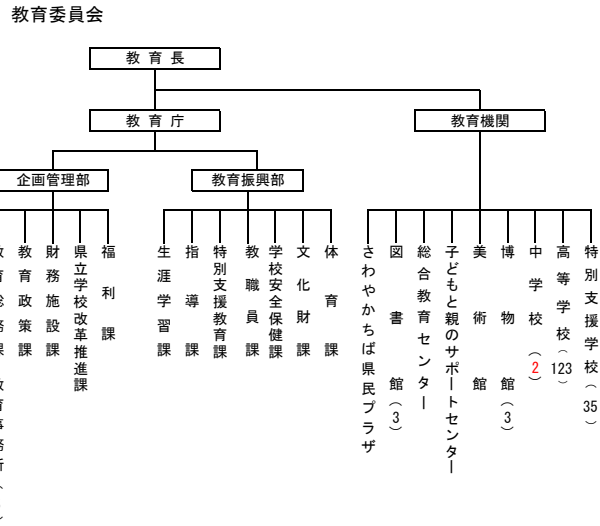 教育委員会
教育長
教育庁
教育機関
企画管理部
教育振興部
教育政策課
財務施設課
県立学校改革推進課
福利課
生涯学習課
指導課
特別支援教育課
教職員課
学校安全保健課
文化財課
体育課
さわやかちば県民プラザ
図書館(3)
総合教育センター
子どもと親のサポートセンター
美術館
博物館(3)
中学校(2)
高等学校(123)
特別支援学校(35)